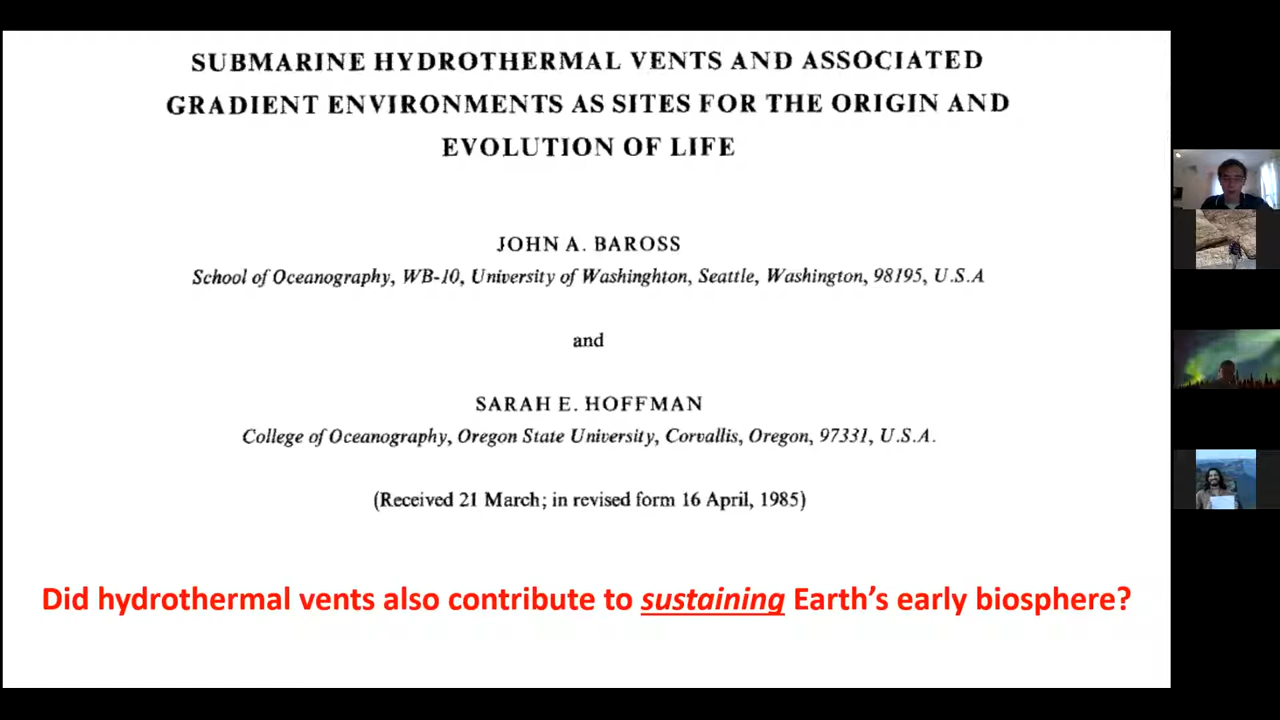 SUBMARINE HYDROTHERMAL VENTS AND ASSOCIATED
GRADIENT ENVIRONMENTS AS SITES FOR THE ORIGIN AND
EVOLUTION OF LIFE
JOHN A. BAROSS
School of Oceanography, WB-10, University of Washinghton, Seattle, Washington, 98195, U.S.A
and
SARAH E. HOFFMAN
College of Oceanography, Oregon State University, Corvallis, Oregon, 97331, U.S.A.
(Received 21 March; in revised form 16 April, 1985)
Did hydrothermal vents also contribute to sustaining Earth's early biosphere?